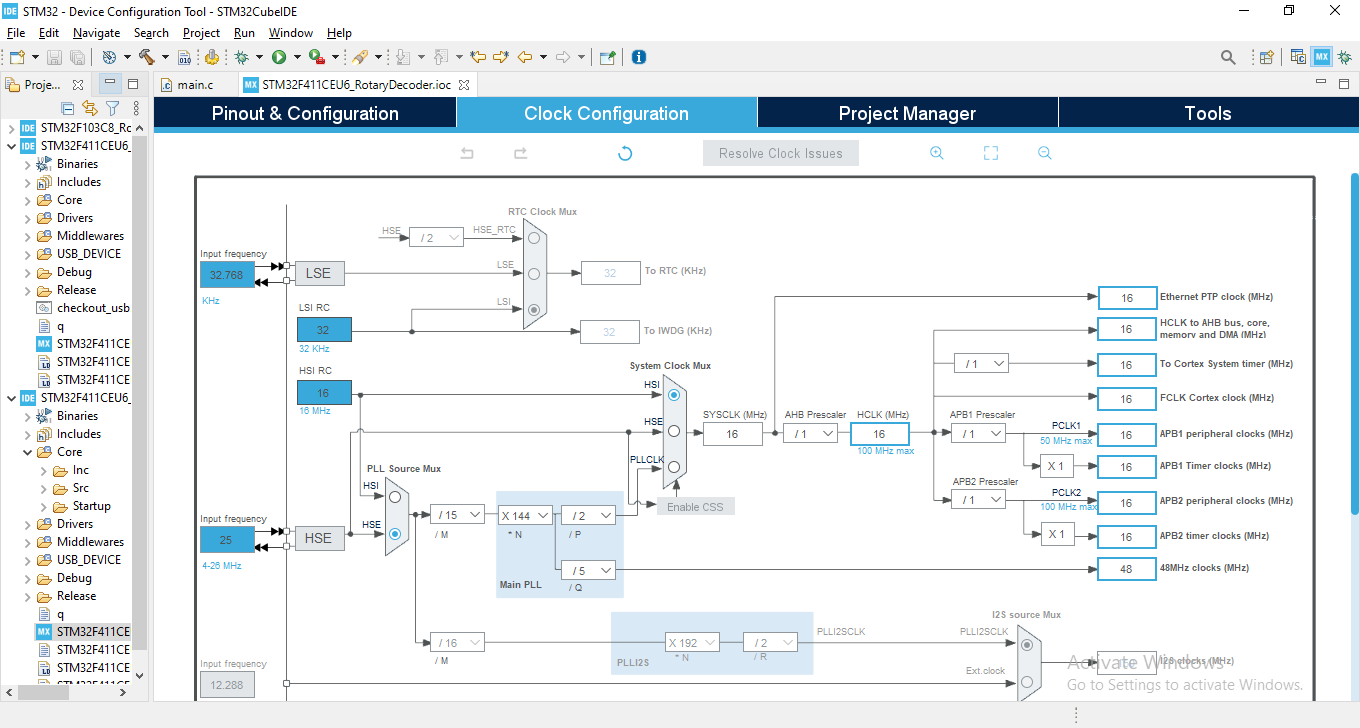 IDE STM32 - Device Configuration Tool - STM32CubeIDE
File Edit Navigate Search Project Run Window Help
Proje...
main.c
MX STM32F411CEU6_RotaryDecoder.ioc
IDE STM32F103C8_Rc
IDE STM32F411CEU6_
Binaries
Includes
Core
Drivers
Middlewares
USB_DEVICE
Debug
Release
checkout_usb
q
MX STM32F411CE
STM32F411CE
STM32F411CE
IDE STM32F411CEU6_
Binaries
Includes
Core
Inc
Src
Startup
Drivers
Middlewares
USB_DEVICE
Debug
Release
q
MX STM32F411CE
STM32F411CE
STM32F411CE
STM32F411CE
Pinout & Configuration
Clock Configuration
Project Manager
Tools
Resolve Clock Issues
RTC Clock Mux
HSE
/ 2
HSE_RTC
Input frequency
32.768
KHz
LSE
LSE
32
To RTC (KHz)
LSI RC
LSI
32
32 KHz
32
To IWDG (KHz)
HSI RC
16
16 MHz
System Clock Mux
HSI
HSE
PLLCLK
SYSCLK (MHz)
16
AHB Prescaler
/ 1
HCLK (MHz)
16
100 MHz max
Enable CSS
16
Ethernet PTP clock (MHz)
16
HCLK to AHB bus, core,
memory and DMA (MHz)
/ 1
16
To Cortex System timer (MHz)
16
FCLK Cortex clock (MHz)
APB1 Prescaler
/ 1
PCLK1
50 MHz max
16
APB1 peripheral clocks (MHz)
X 1
16
APB1 Timer clocks (MHz)
APB2 Prescaler
/ 1
PCLK2
100 MHz max
16
APB2 peripheral clocks (MHz)
X 1
16
APB2 timer clocks (MHz)
48
48MHz clocks (MHz)
PLL Source Mux
HSI
HSE
Input frequency
25
4-26 MHz
HSE
/ 15
/ M
X 144
* N
/ 2
/ P
/ 5
/ Q
Main PLL
/ 16
/ M
X 192
* N
/ 2
/ R
PLLI2S
PLLI2SCLK
I2S source Mux
PLLI2SCLK
Ext.clock
I2S clocks (MHz)
Input frequency
12.288
Activate Windows
Go to Settings to activate Windows.